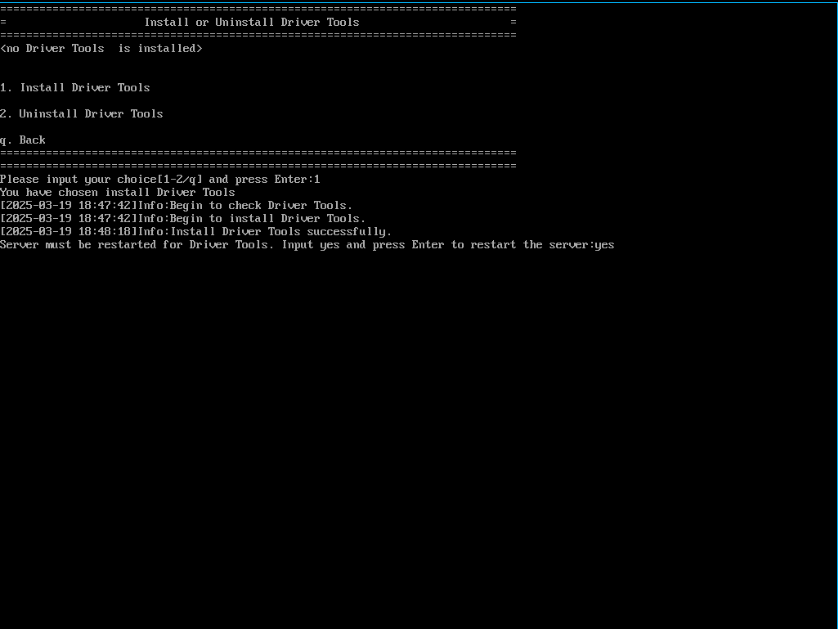 ===============================================================================
=                     Install or Uninstall Driver Tools                       =
===============================================================================
<no Driver Tools  is installed>
1. Install Driver Tools
2. Uninstall Driver Tools
q. Back
===============================================================================
===============================================================================
Please input your choice[1-2/q] and press Enter:1
You have chosen install Driver Tools
[2025-03-19 18:47:42]Info:Begin to check Driver Tools.
[2025-03-19 18:47:42]Info:Begin to install Driver Tools.
[2025-03-19 18:48:18]Info:Install Driver Tools successfully.
Server must be restarted for Driver Tools. Input yes and press Enter to restart the server:yes